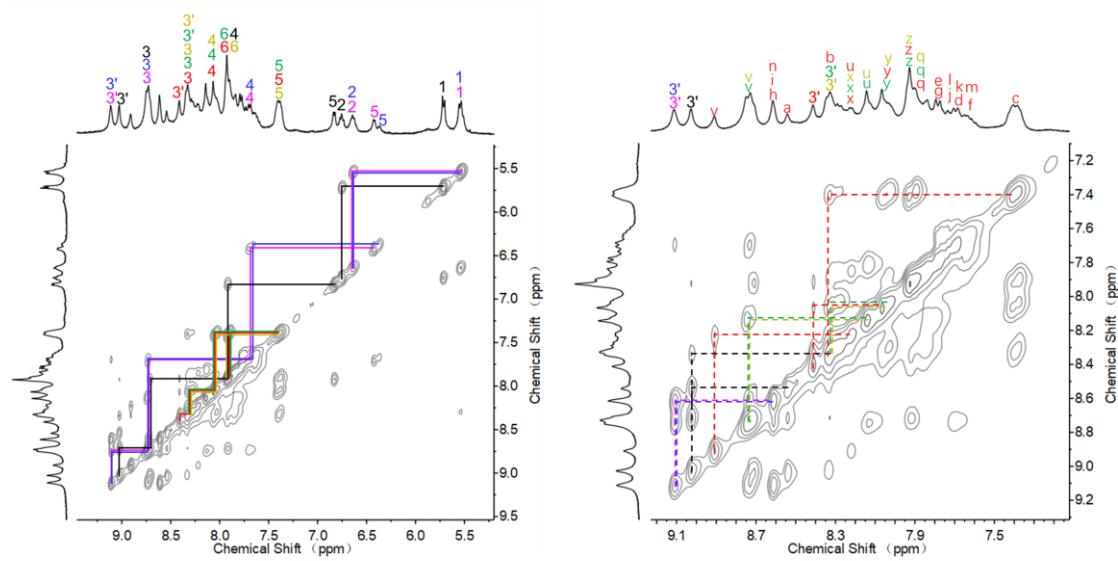 3'
3'
3'
3
3
3
3'
3'
3'
3
3
3
4
4
4
6
6
4
6
4
4
5
5
5
5
2
2
2
5
5
1
1
1
9.0 8.5 8.0 7.5 7.0 6.5 6.0 5.5
Chemical Shift (ppm)
5.5
6.0
6.5
7.0
7.5
8.0
8.5
9.0
9.5
Chemical Shift (ppm)
3'
3'
3'
v
v
v
n
i
h
a
3'
b
3'
3'
u
x
x
x
u
u
y
y
y
z
z
z
q
q
q
e
g
l
j
k
d
m
f
c
9.1 8.7 8.3 7.9 7.5
Chemical Shift (ppm)
7.2
7.4
7.6
7.8
8.0
8.2
8.4
8.6
8.8
9.0
9.2
Chemical Shift (ppm)